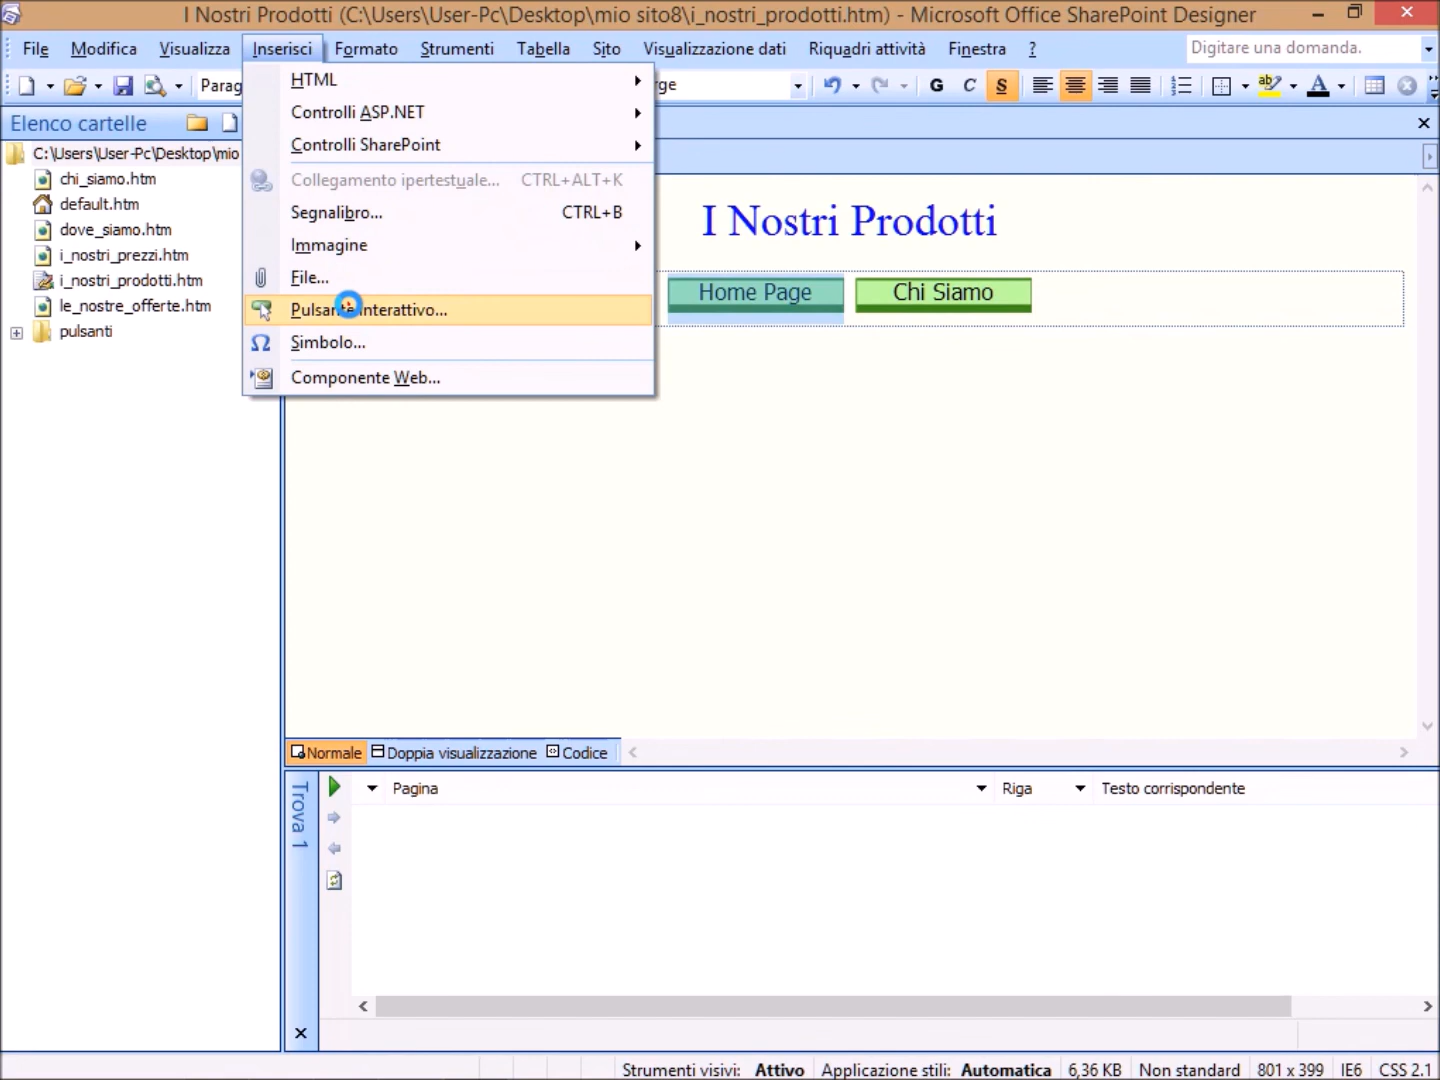 I Nostri Prodotti (C:\Users\User-Pc\Desktop\mio sito8\i_nostri_prodotti.htm) - Microsoft Office SharePoint Designer
File Modifica Visualizza Inserisci Formato Strumenti Tabella Sito Visualizzazione dati Riquadri attività Finestra ? Digitare una domanda.
Parag rge G C S ab A
Elenco cartelle
C:\Users\User-Pc\Desktop\mio
chi_siamo.htm
default.htm
dove_siamo.htm
i_nostri_prezzi.htm
i_nostri_prodotti.htm
le_nostre_offerte.htm
pulsanti
HTML
Controlli ASP.NET
Controlli SharePoint
Collegamento ipertestuale... CTRL+ALT+K
Segnalibro... CTRL+B
Immagine
File...
Pulsante interattivo...
Ω Simbolo...
Componente Web...
I Nostri Prodotti
Home Page Chi Siamo
Normale Doppia visualizzazione Codice
Trova 1
Pagina Riga Testo corrispondente
Strumenti visivi: Attivo Applicazione stili: Automatica 6,36 KB Non standard 801 x 399 IE6 CSS 2.1